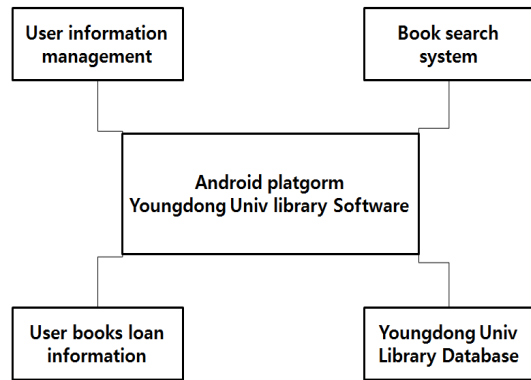 User information
management
Book search
system
Android platgorm
Youngdong Univ library Software
User books loan
information
Youngdong Univ
Library Database